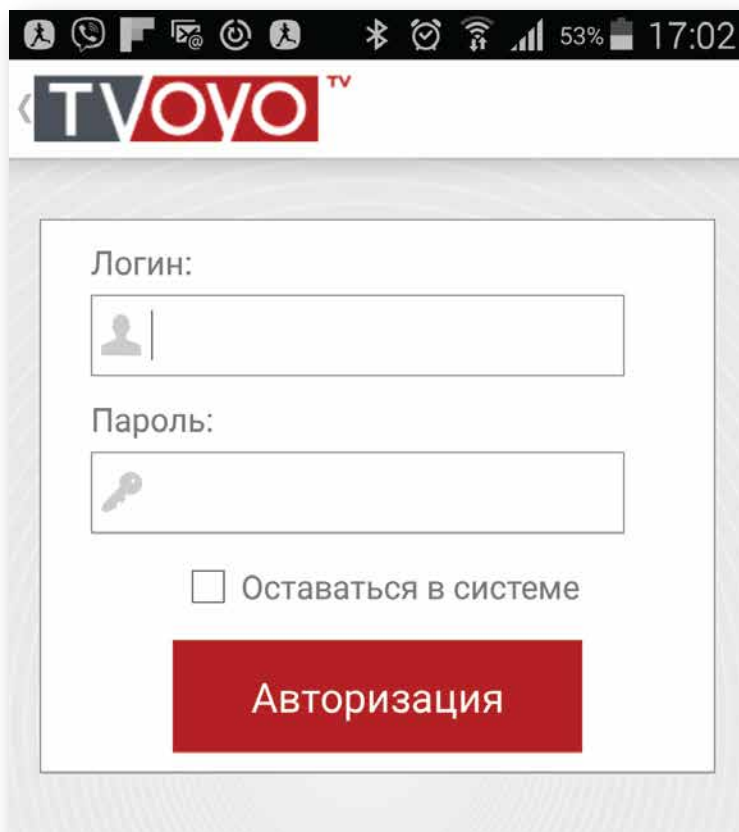 53% 17:02
TVOYO TV
Логин:
Пароль:
Оставаться в системе
Авторизация